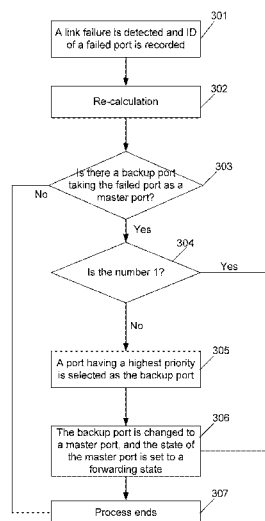 301
A link failure is detected and ID
of a failed port is recorded
302
Re-calculation
303
Is there a backup port
taking the failed port as a
master port?
No
Yes
304
Is the number 1?
Yes
No
305
A port having a highest priority
is selected as the backup port
306
The backup port is changed to
a master port, and the state of
the master port is set to a
forwarding state
307
Process ends